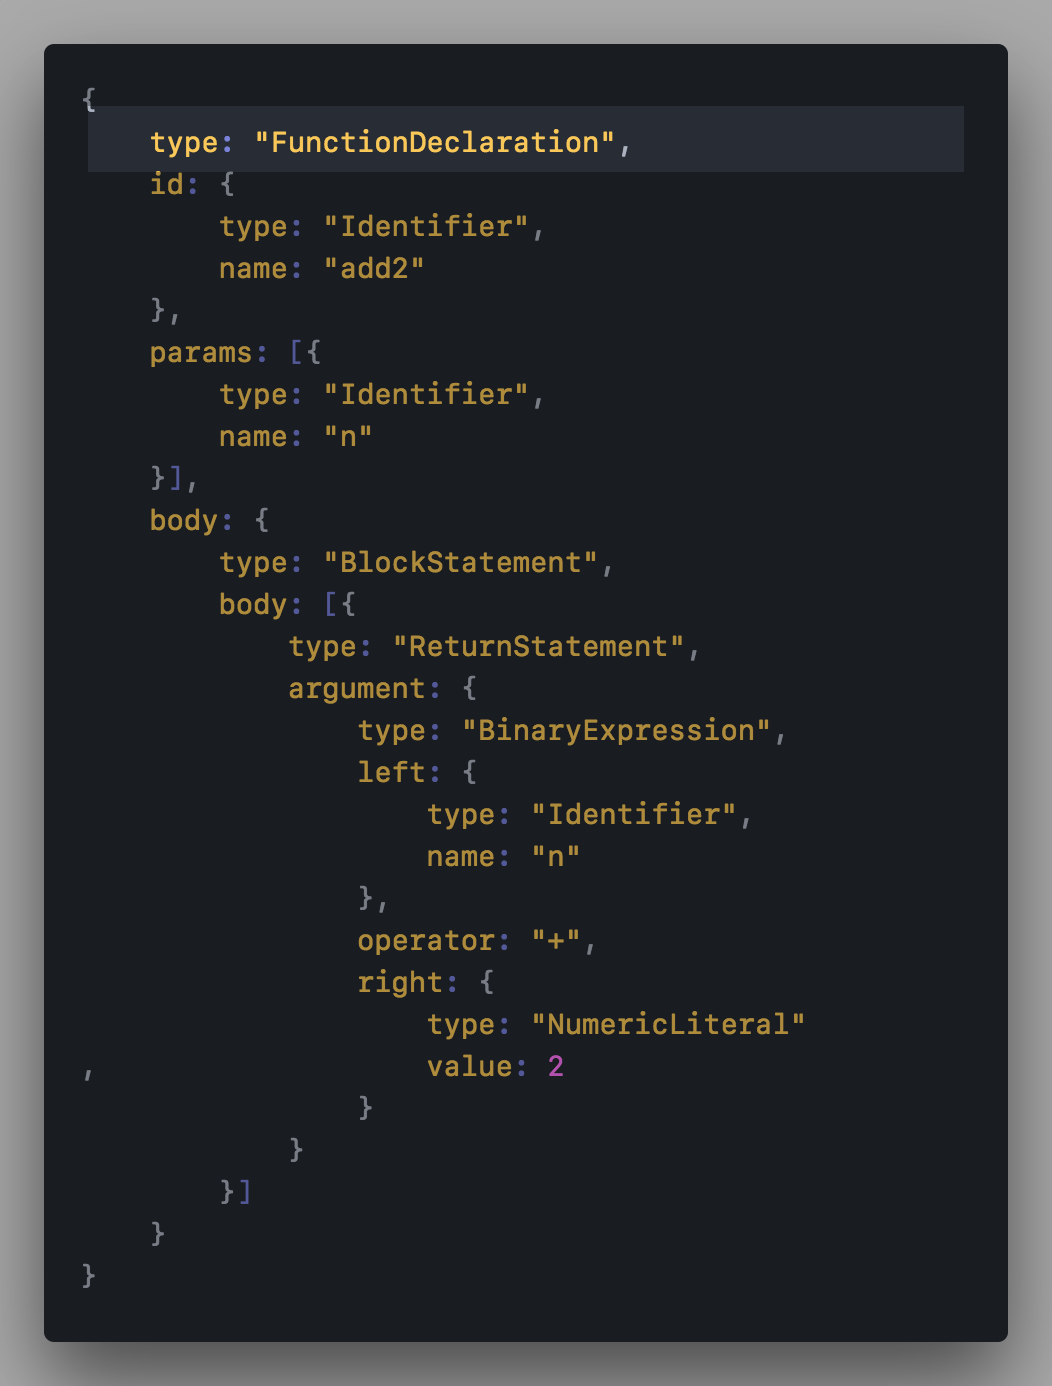 {
    type: "FunctionDeclaration",
    id: {
        type: "Identifier",
        name: "add2"
    },
    params: [{
        type: "Identifier",
        name: "n"
    }],
    body: {
        type: "BlockStatement",
        body: [{
            type: "ReturnStatement",
            argument: {
                type: "BinaryExpression",
                left: {
                    type: "Identifier",
                    name: "n"
                },
                operator: "+",
                right: {
                    type: "NumericLiteral"
,                   value: 2
                }
            }
        }]
    }
}